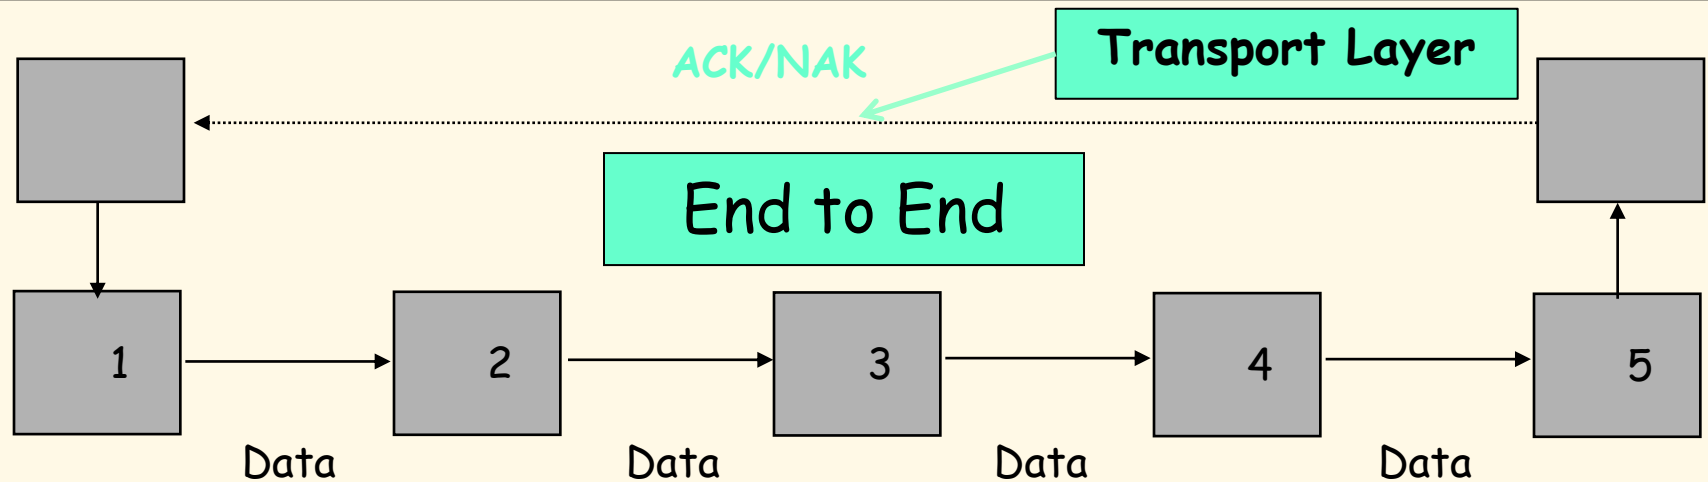 ACK/NAK
Transport Layer
End to End
1
2
3
4
5
Data
Data
Data
Data